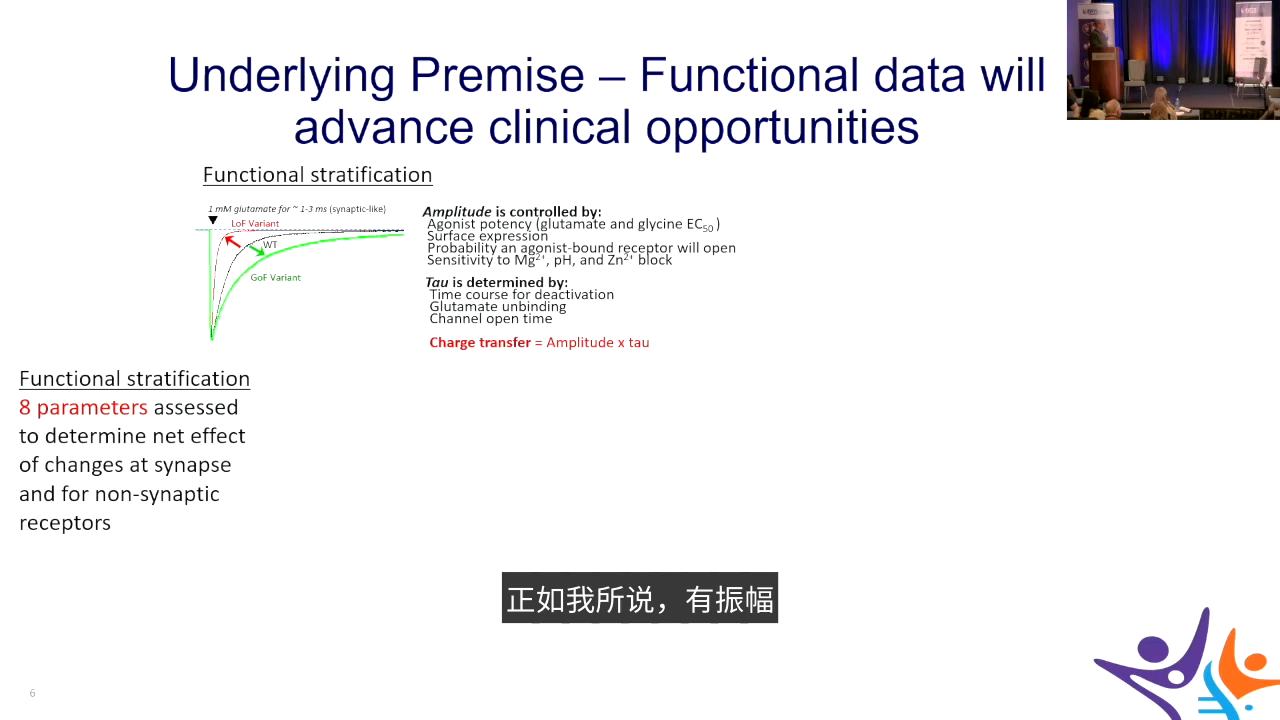 Underlying Premise – Functional data will
advance clinical opportunities
Functional stratification
1 mM glutamate for ~ 1-3 ms (synaptic-like)
LoF Variant
WT
GoF Variant
Amplitude is controlled by:
Agonist potency (glutamate and glycine EC50)
Surface expression
Probability an agonist-bound receptor will open
Sensitivity to Mg2+, pH, and Zn2+ block
Tau is determined by:
Time course for deactivation
Glutamate unbinding
Channel open time
Charge transfer = Amplitude x tau
Functional stratification
8 parameters assessed
to determine net effect
of changes at synapse
and for non-synaptic
receptors
正如我所说，有振幅
6